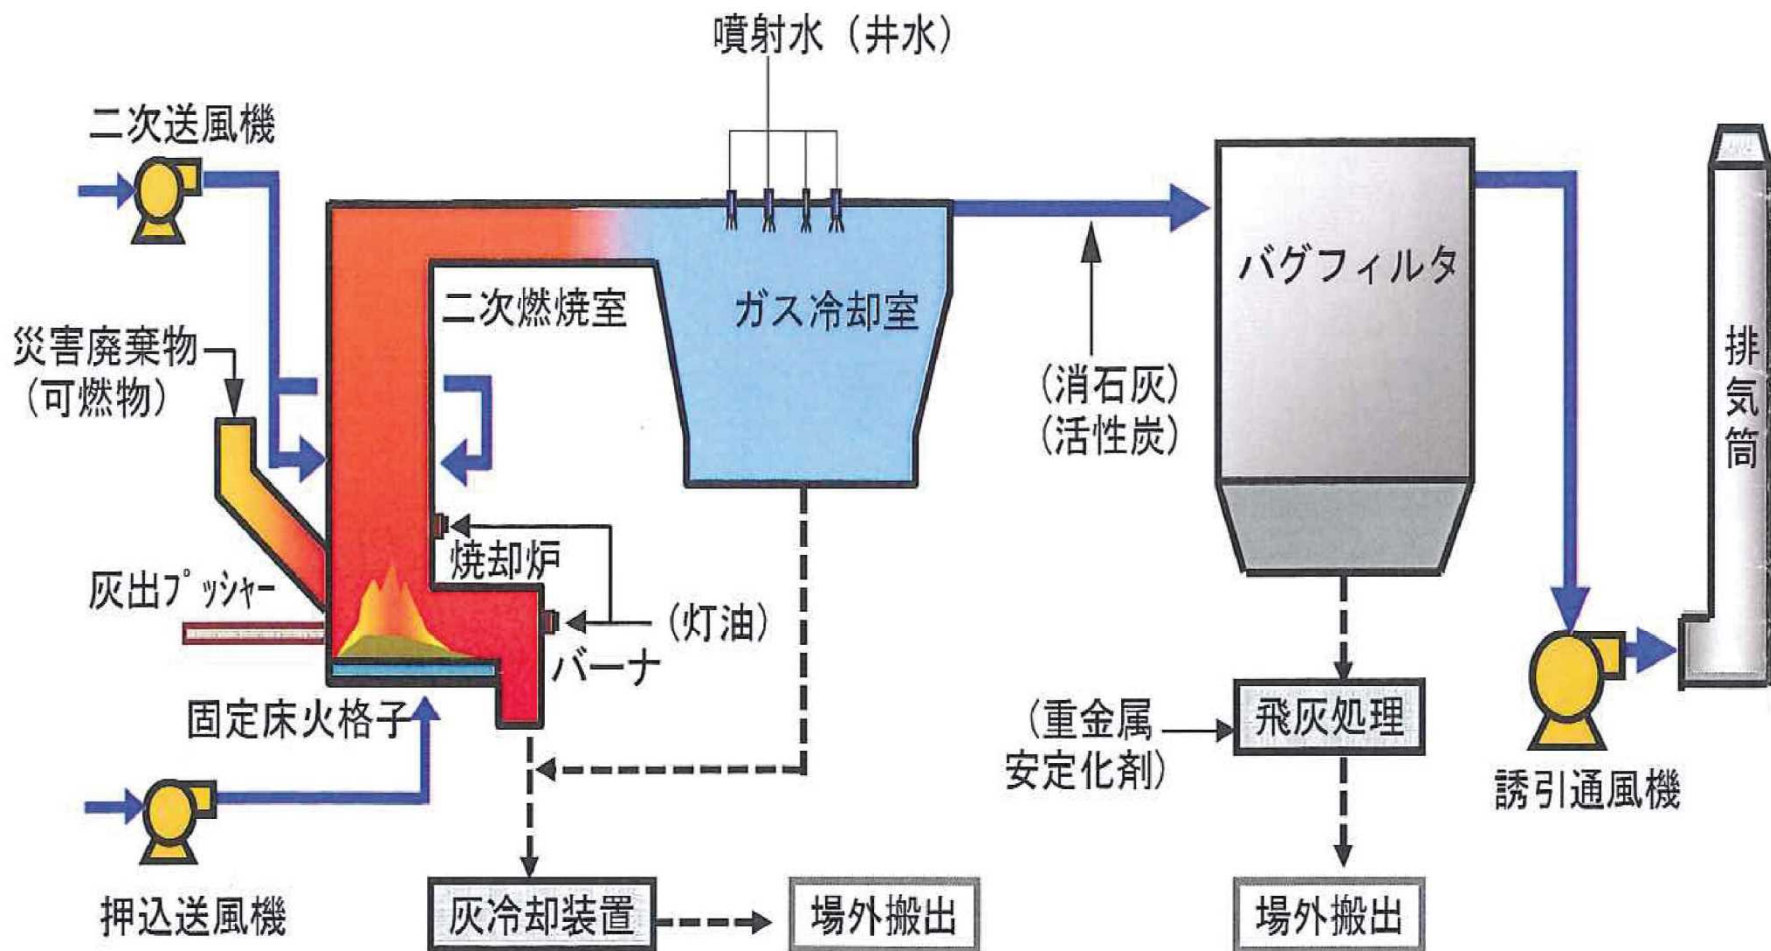 噴射水（井水）
二次送風機
バグフィルタ
二次燃焼室
ガス冷却室
災害廃棄物
（可燃物）
（消石灰）
（活性炭）
排気筒
焼却炉
灰出ﾌﾟｯｼｬｰ
（灯油）
バーナ
固定床火格子
（重金属
安定化剤）
飛灰処理
誘引通風機
押込送風機
灰冷却装置
場外搬出
場外搬出